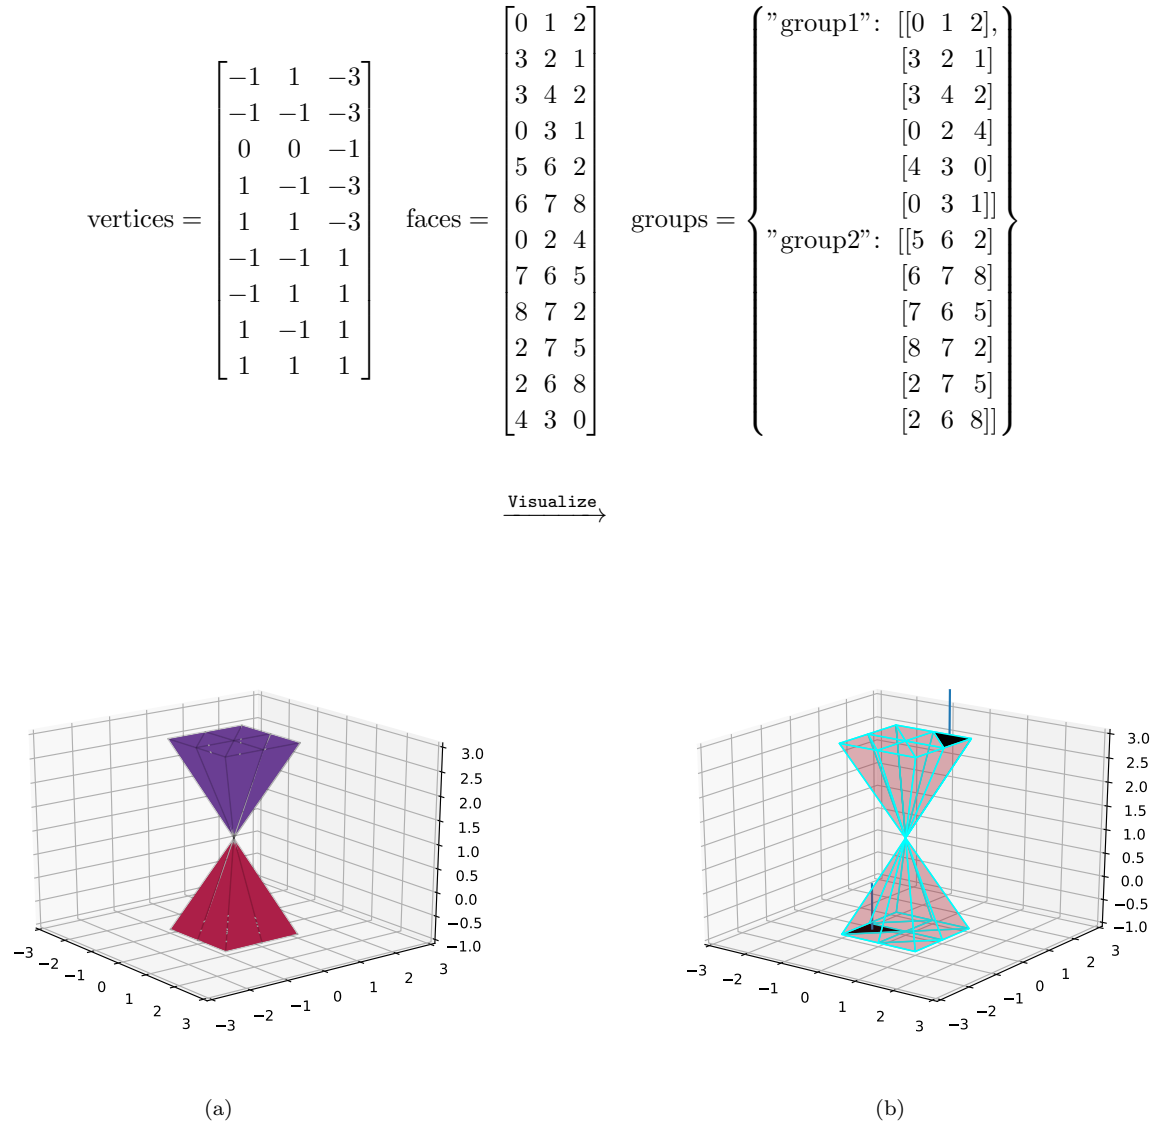 vertices = [−1 1 −3
−1 −1 −3
0 0 −1
1 −1 −3
1 1 −3
−1 −1 1
−1 1 1
1 −1 1
1 1 1]
faces = [0 1 2
3 2 1
3 4 2
0 3 1
5 6 2
6 7 8
0 2 4
7 6 5
8 7 2
2 7 5
2 6 8
4 3 0]
groups = {"group1": [[0 1 2],
[3 2 1]
[3 4 2]
[0 2 4]
[4 3 0]
[0 3 1]]
"group2": [[5 6 2]
[6 7 8]
[7 6 5]
[8 7 2]
[2 7 5]
[2 6 8]]}
Visualize
3.0
2.5
2.0
1.5
1.0
0.5
0.0
−0.5
−1.0
−3 −2 −1 0 1 2 3
−3 −2 −1 0 1 2 3
(a)
3.0
2.5
2.0
1.5
1.0
0.5
0.0
−0.5
−1.0
−3 −2 −1 0 1 2 3
−3 −2 −1 0 1 2 3
(b)